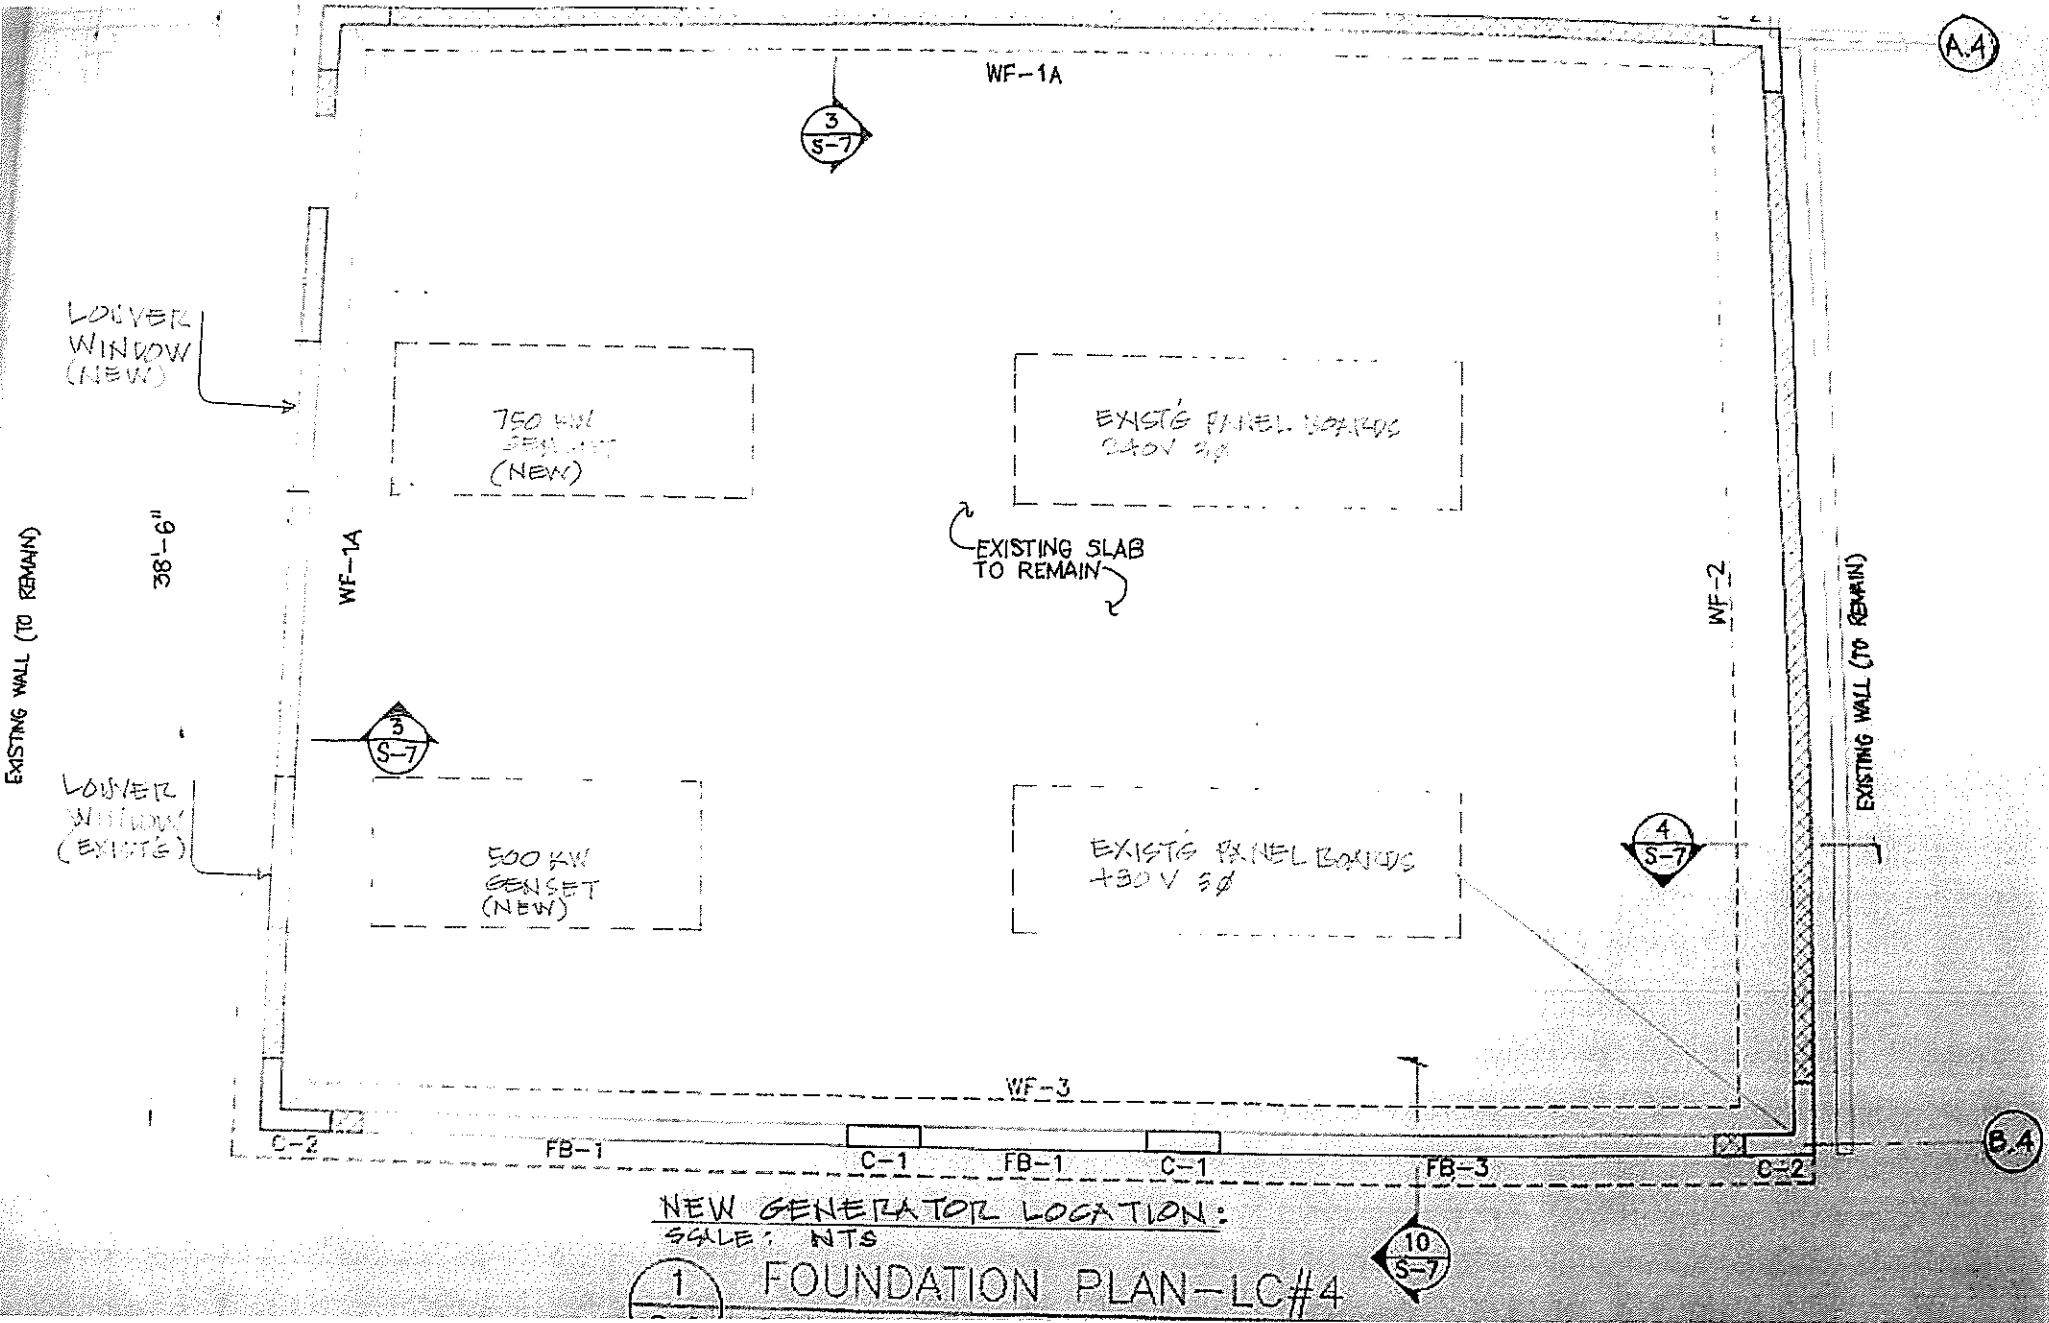 A.4
WF-1A
3
S-7
LOUVER
WINDOW
(NEW)
750 KW
GENSET
(NEW)
EXIST'G PANEL BOARDS
240V 3Ø
EXISTING SLAB
TO REMAIN
EXISTING WALL (TO REMAIN)
38'-6"
WF-1A
WF-2
EXISTING WALL (TO REMAIN)
3
S-7
LOUVER
WINDOW
(EXIST'G)
500 KW
GENSET
(NEW)
EXIST'G PANEL BOARDS
480V 3Ø
4
S-7
WF-3
C-2
FB-1
C-1
FB-1
C-1
FB-3
C-2
B.4
NEW GENERATOR LOCATION:
SCALE: NTS
10
S-7
1
FOUNDATION PLAN-LC#4